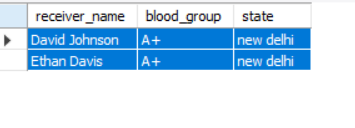 receiver_name blood_group state
David Johnson A+ new delhi
Ethan Davis A+ new delhi